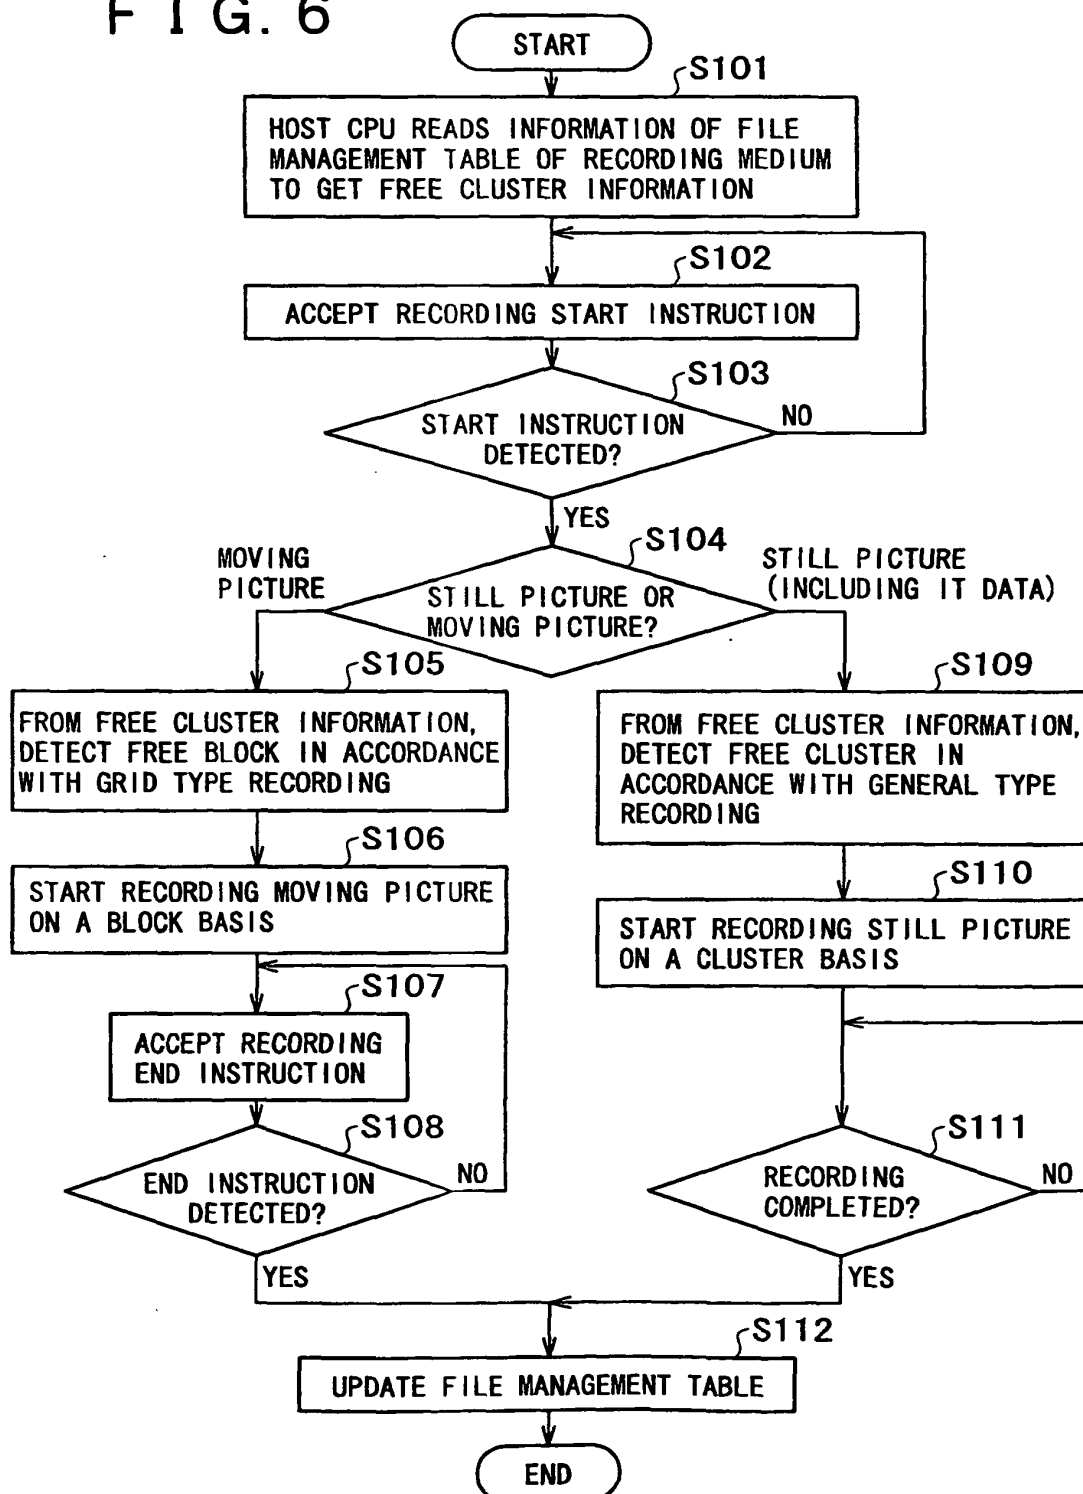 FIG. 6
START
S101
HOST CPU READS INFORMATION OF FILE
MANAGEMENT TABLE OF RECORDING MEDIUM
TO GET FREE CLUSTER INFORMATION
S102
ACCEPT RECORDING START INSTRUCTION
S103
START INSTRUCTION
DETECTED?
NO
YES
S104
STILL PICTURE OR
MOVING PICTURE?
MOVING
PICTURE
STILL PICTURE
(INCLUDING IT DATA)
S105
FROM FREE CLUSTER INFORMATION,
DETECT FREE BLOCK IN ACCORDANCE
WITH GRID TYPE RECORDING
S106
START RECORDING MOVING PICTURE
ON A BLOCK BASIS
S107
ACCEPT RECORDING
END INSTRUCTION
S108
END INSTRUCTION
DETECTED?
NO
YES
S109
FROM FREE CLUSTER INFORMATION,
DETECT FREE CLUSTER IN
ACCORDANCE WITH GENERAL TYPE
RECORDING
S110
START RECORDING STILL PICTURE
ON A CLUSTER BASIS
S111
RECORDING
COMPLETED?
NO
YES
S112
UPDATE FILE MANAGEMENT TABLE
END